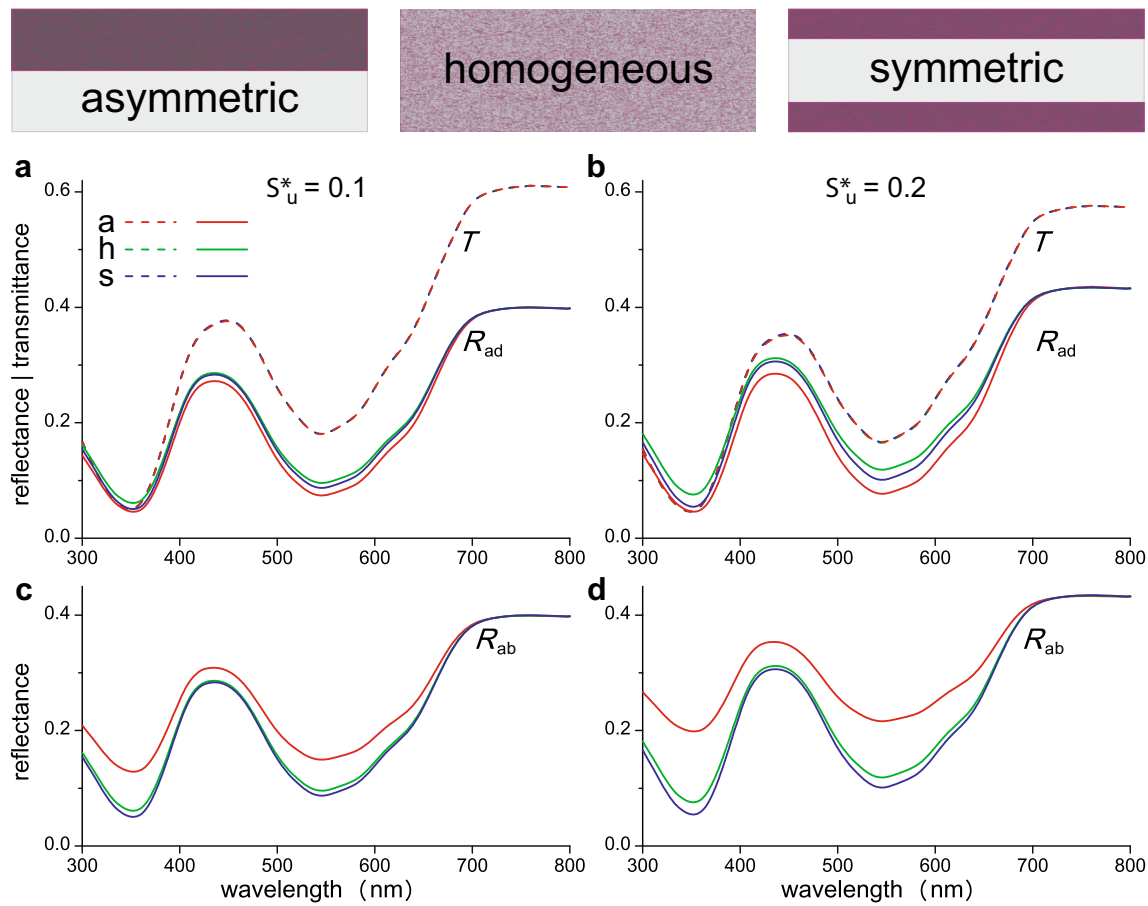 asymmetric
homogeneous
symmetric
a
S*u = 0.1
a
h
s
T
Rad
reflectance | transmittance
0.6
0.4
0.2
0.0
300 400 500 600 700 800
b
S*u = 0.2
T
Rad
0.6
0.4
0.2
0.0
300 400 500 600 700 800
c
Rab
reflectance
0.4
0.2
0.0
300 400 500 600 700 800
wavelength (nm)
d
Rab
0.4
0.2
0.0
300 400 500 600 700 800
wavelength (nm)